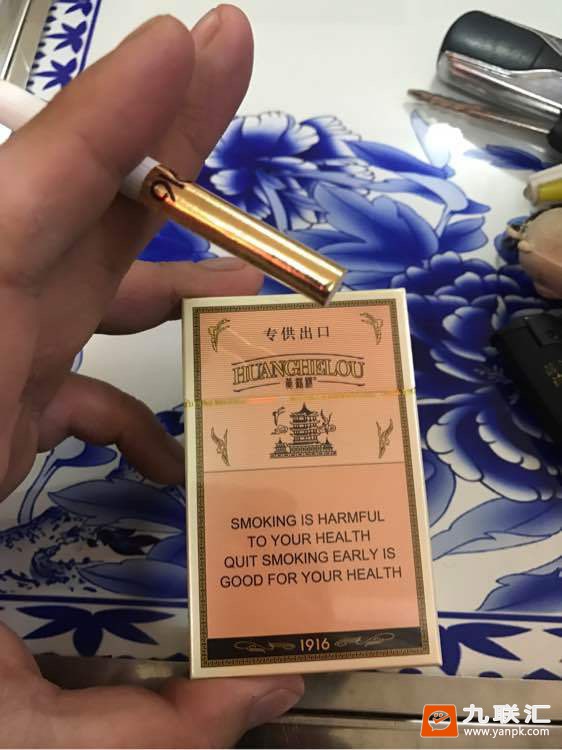 专供出口
HUANGHELOU
黄鹤楼
SMOKING IS HARMFUL
TO YOUR HEALTH
QUIT SMOKING EARLY IS
GOOD FOR YOUR HEALTH
1916
九联汇
www.yanpk.com